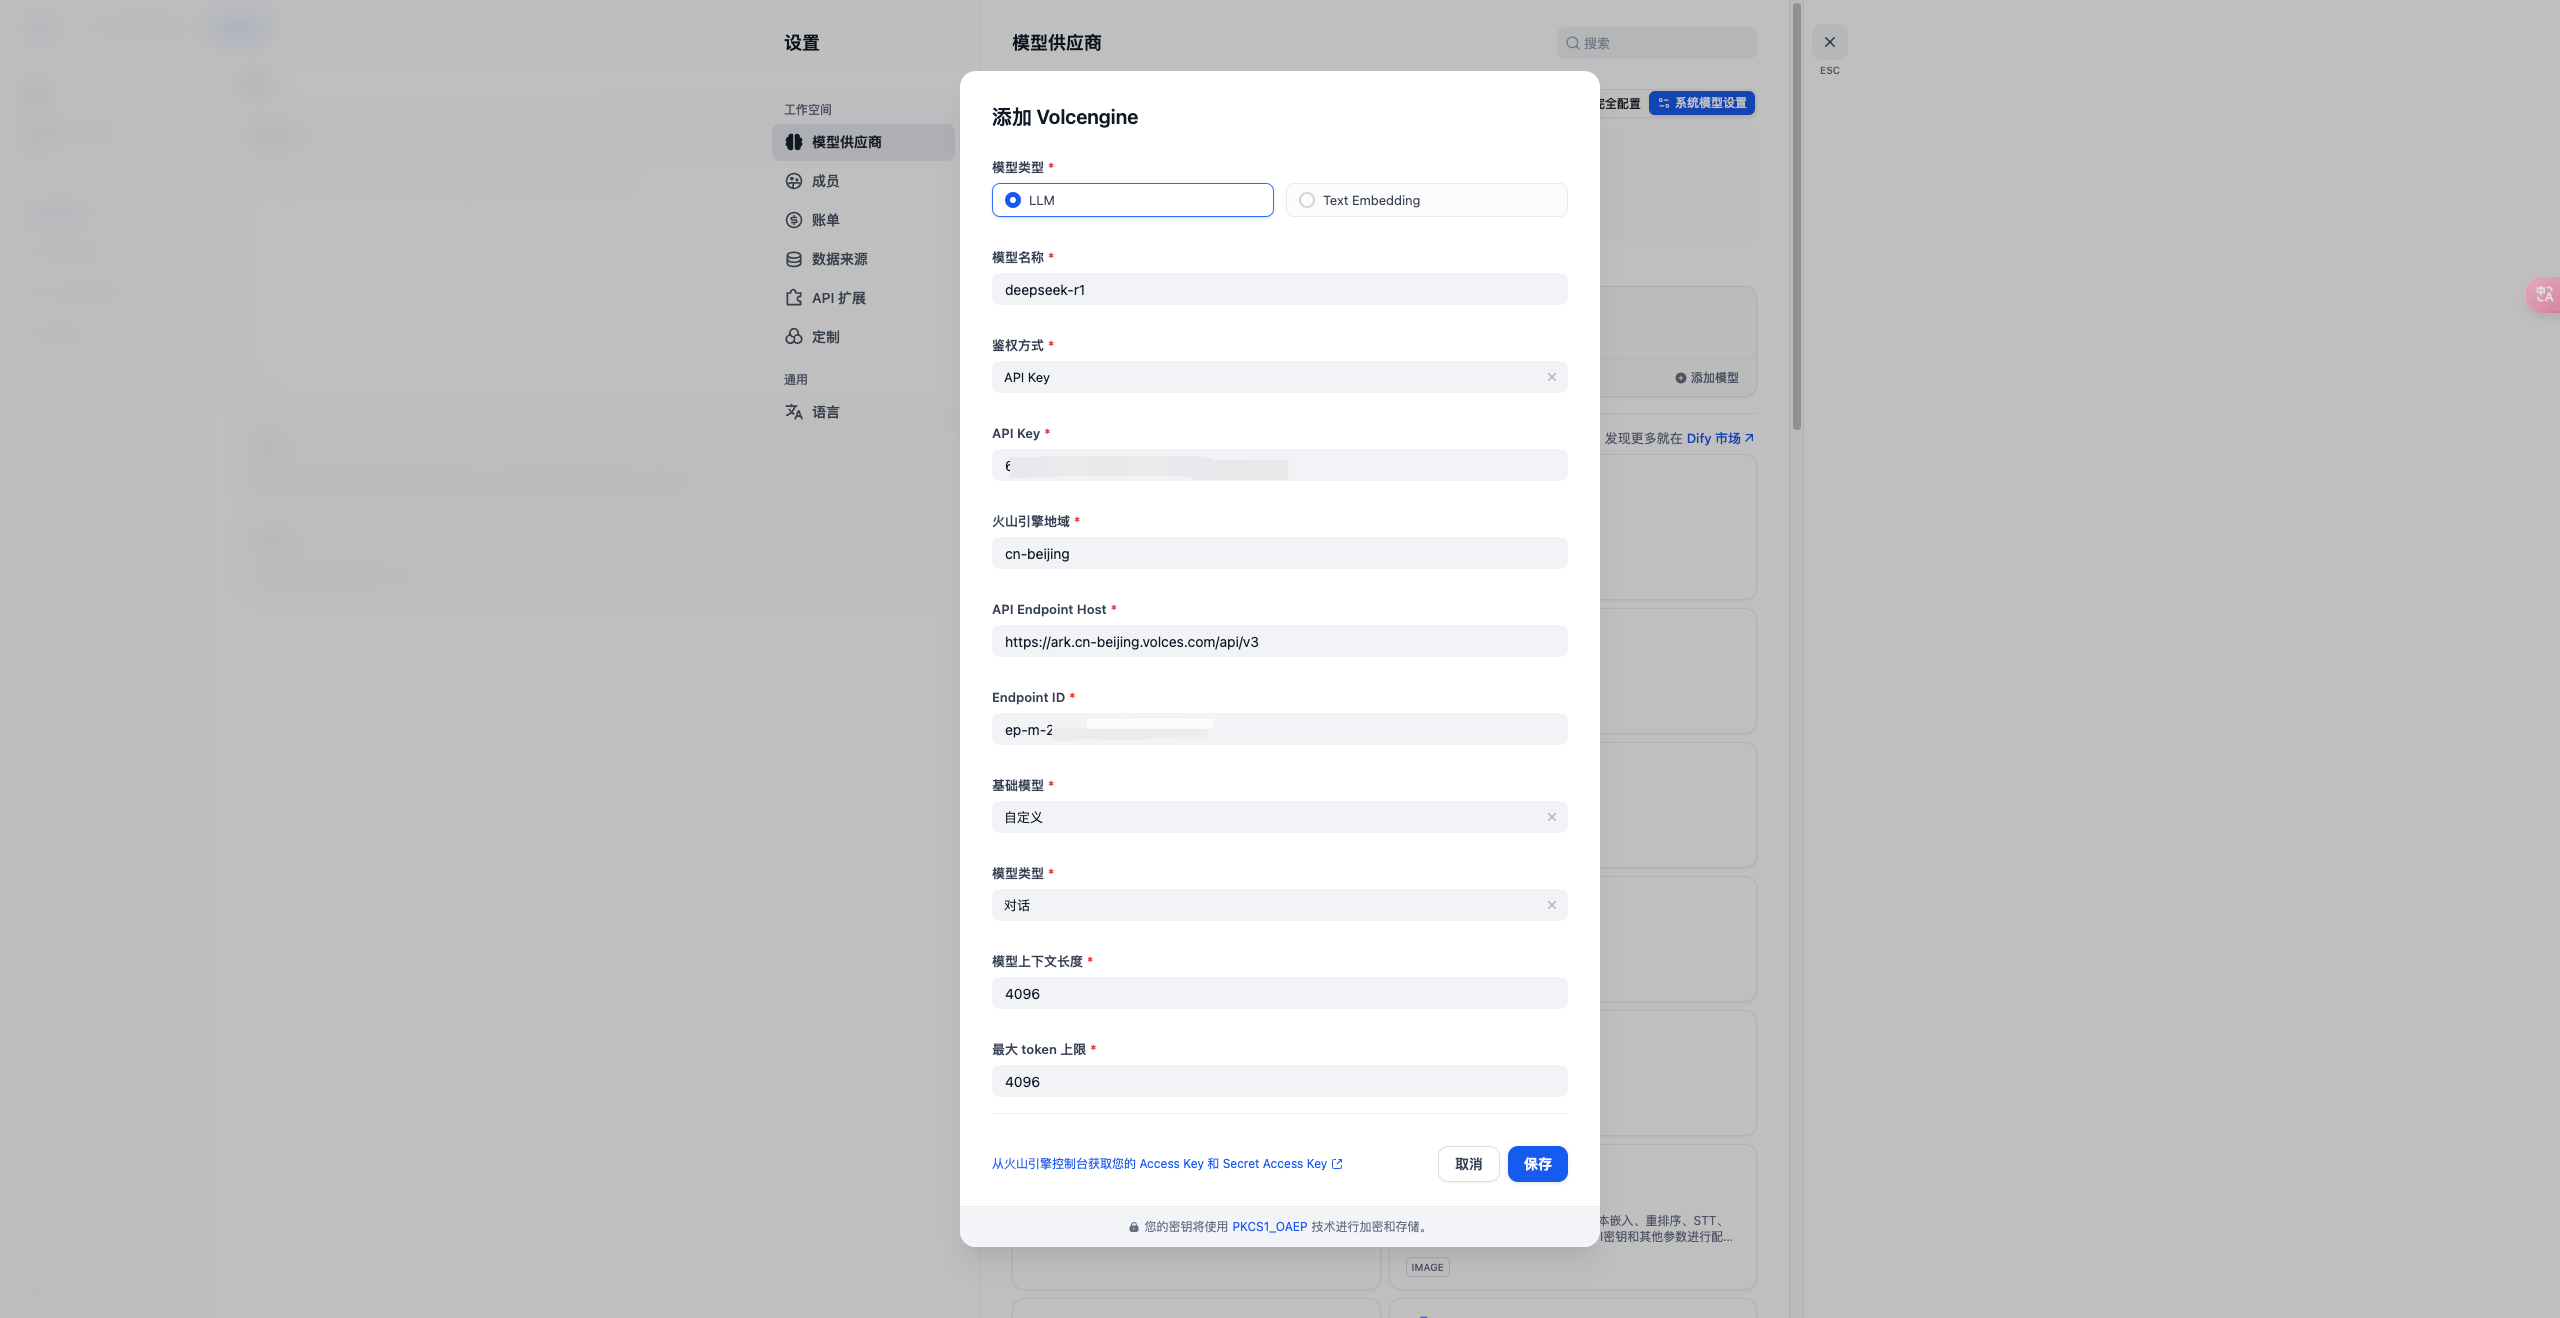 设置
模型供应商
搜索
ESC
工作空间
模型供应商
成员
账单
数据来源
API 扩展
定制
通用
语言
完全配置
系统模型设置
添加模型
发现更多就在 Dify 市场
添加 Volcengine
模型类型 *
LLM
Text Embedding
模型名称 *
deepseek-r1
鉴权方式 *
API Key
API Key *
6
火山引擎地域 *
cn-beijing
API Endpoint Host *
https://ark.cn-beijing.volces.com/api/v3
Endpoint ID *
ep-m-2
基础模型 *
自定义
模型类型 *
对话
模型上下文长度 *
4096
最大 token 上限 *
4096
从火山引擎控制台获取您的 Access Key 和 Secret Access Key
取消
保存
您的密钥将使用 PKCS1_OAEP 技术进行加密和存储。
本嵌入、重排序、STT、
I密钥和其他参数进行配...
IMAGE